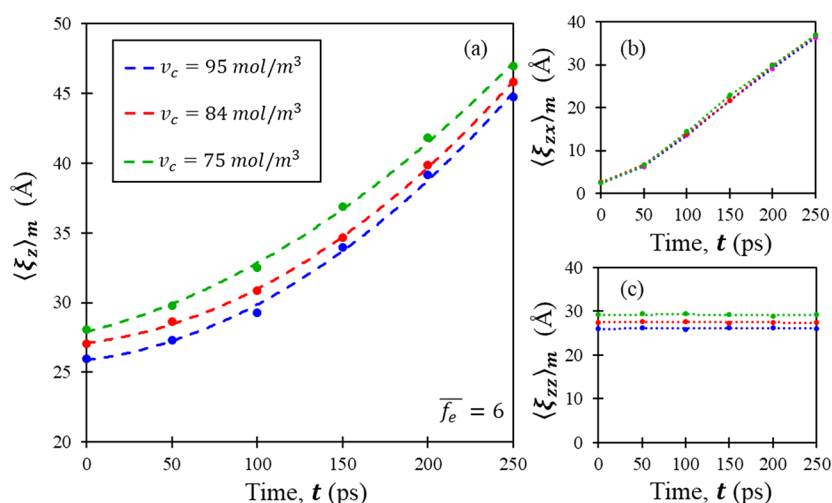 (a)
v_c = 95 mol/m³
v_c = 84 mol/m³
v_c = 75 mol/m³
f̅_e̅ = 6
⟨ξ_z⟩_m (Å)
50
45
40
35
30
25
20
0 50 100 150 200 250
Time, t (ps)
(b)
⟨ξ_zx⟩_m (Å)
40
30
20
10
0
0 50 100 150 200 250
Time, t (ps)
(c)
⟨ξ_zz⟩_m (Å)
40
30
20
10
0
0 50 100 150 200 250
Time, t (ps)